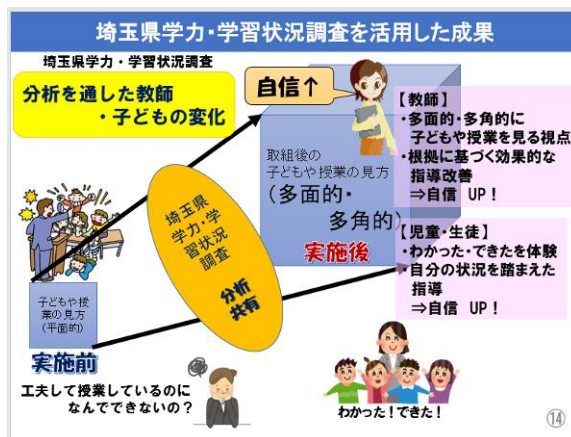 埼玉県学力・学習状況調査を活用した成果
埼玉県学力・学習状況調査
分析を通した教師
・子どもの変化
自信↑
【教師】
・多面的・多角的に
子どもや授業を見る視点
・根拠に基づく効果的な
指導改善
⇒自信 UP!
取組後の
子どもや授業の見方
(多面的・
多角的)
実施後
埼玉県
学力・学
習状況
調査
分析
共有
【児童・生徒】
・わかった・できたを体験
・自分の状況を踏まえた
指導
⇒自信 UP!
子どもや授
業の見方
(平面的)
実施前
工夫して授業しているのに
なんでできないの?
わかった!できた!
⑭